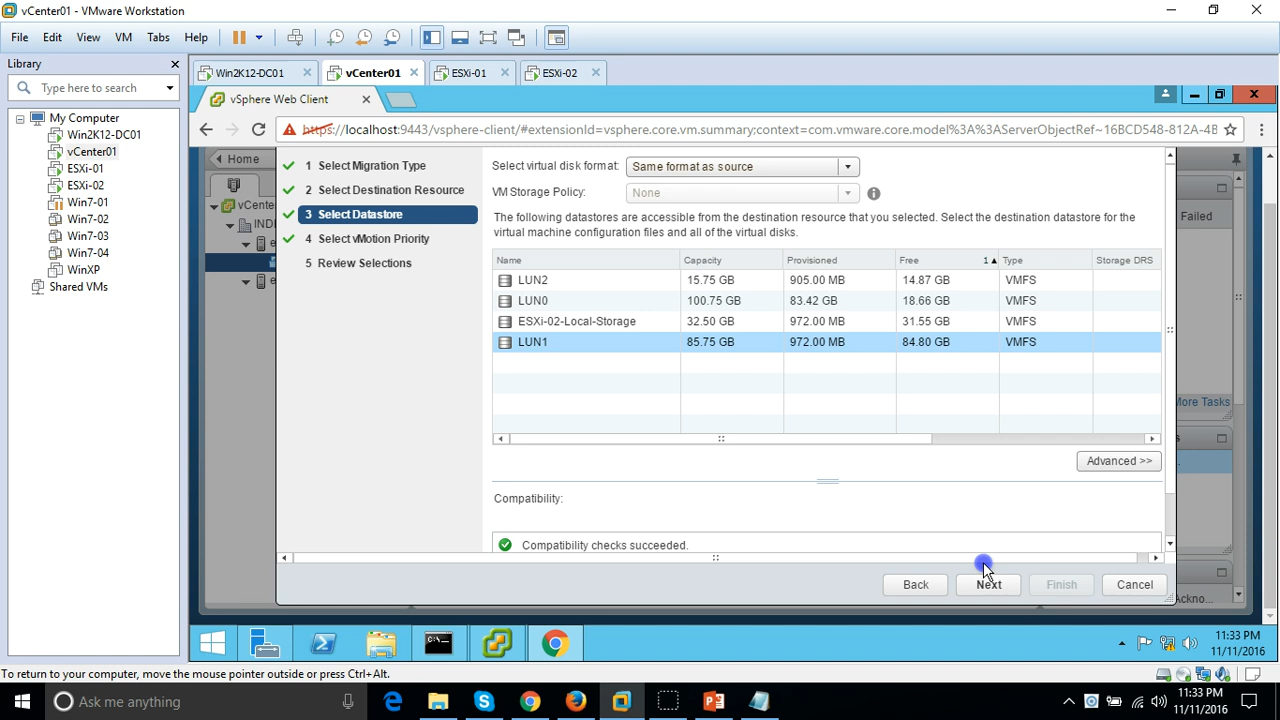 vCenter01 - VMware Workstation
File Edit View VM Tabs Help
Library
Type here to search
My Computer
Win2K12-DC01
vCenter01
ESXi-01
ESXi-02
Win7-01
Win7-02
Win7-03
Win7-04
WinXP
Shared VMs
Win2K12-DC01 vCenter01 ESXi-01 ESXi-02
vSphere Web Client
https://localhost:9443/vsphere-client/#extensionId=vsphere.core.vm.summary;context=com.vmware.core.model%3A%3AServerObjectRef~16BCD548-812A-4B
Home
vCente
INDI
e
e
1 Select Migration Type
2 Select Destination Resource
3 Select Datastore
4 Select vMotion Priority
5 Review Selections
Select virtual disk format: Same format as source
VM Storage Policy: None
The following datastores are accessible from the destination resource that you selected. Select the destination datastore for the
virtual machine configuration files and all of the virtual disks.
Name Capacity Provisioned Free 1▲ Type Storage DRS
LUN2 15.75 GB 905.00 MB 14.87 GB VMFS
LUN0 100.75 GB 83.42 GB 18.66 GB VMFS
ESXi-02-Local-Storage 32.50 GB 972.00 MB 31.55 GB VMFS
LUN1 85.75 GB 972.00 MB 84.80 GB VMFS
Advanced >>
Compatibility:
Compatibility checks succeeded.
Back Next Finish Cancel
Failed
More Tasks
s
Ackno...
11:33 PM
11/11/2016
To return to your computer, move the mouse pointer outside or press Ctrl+Alt.
Ask me anything
11:33 PM
11/11/2016